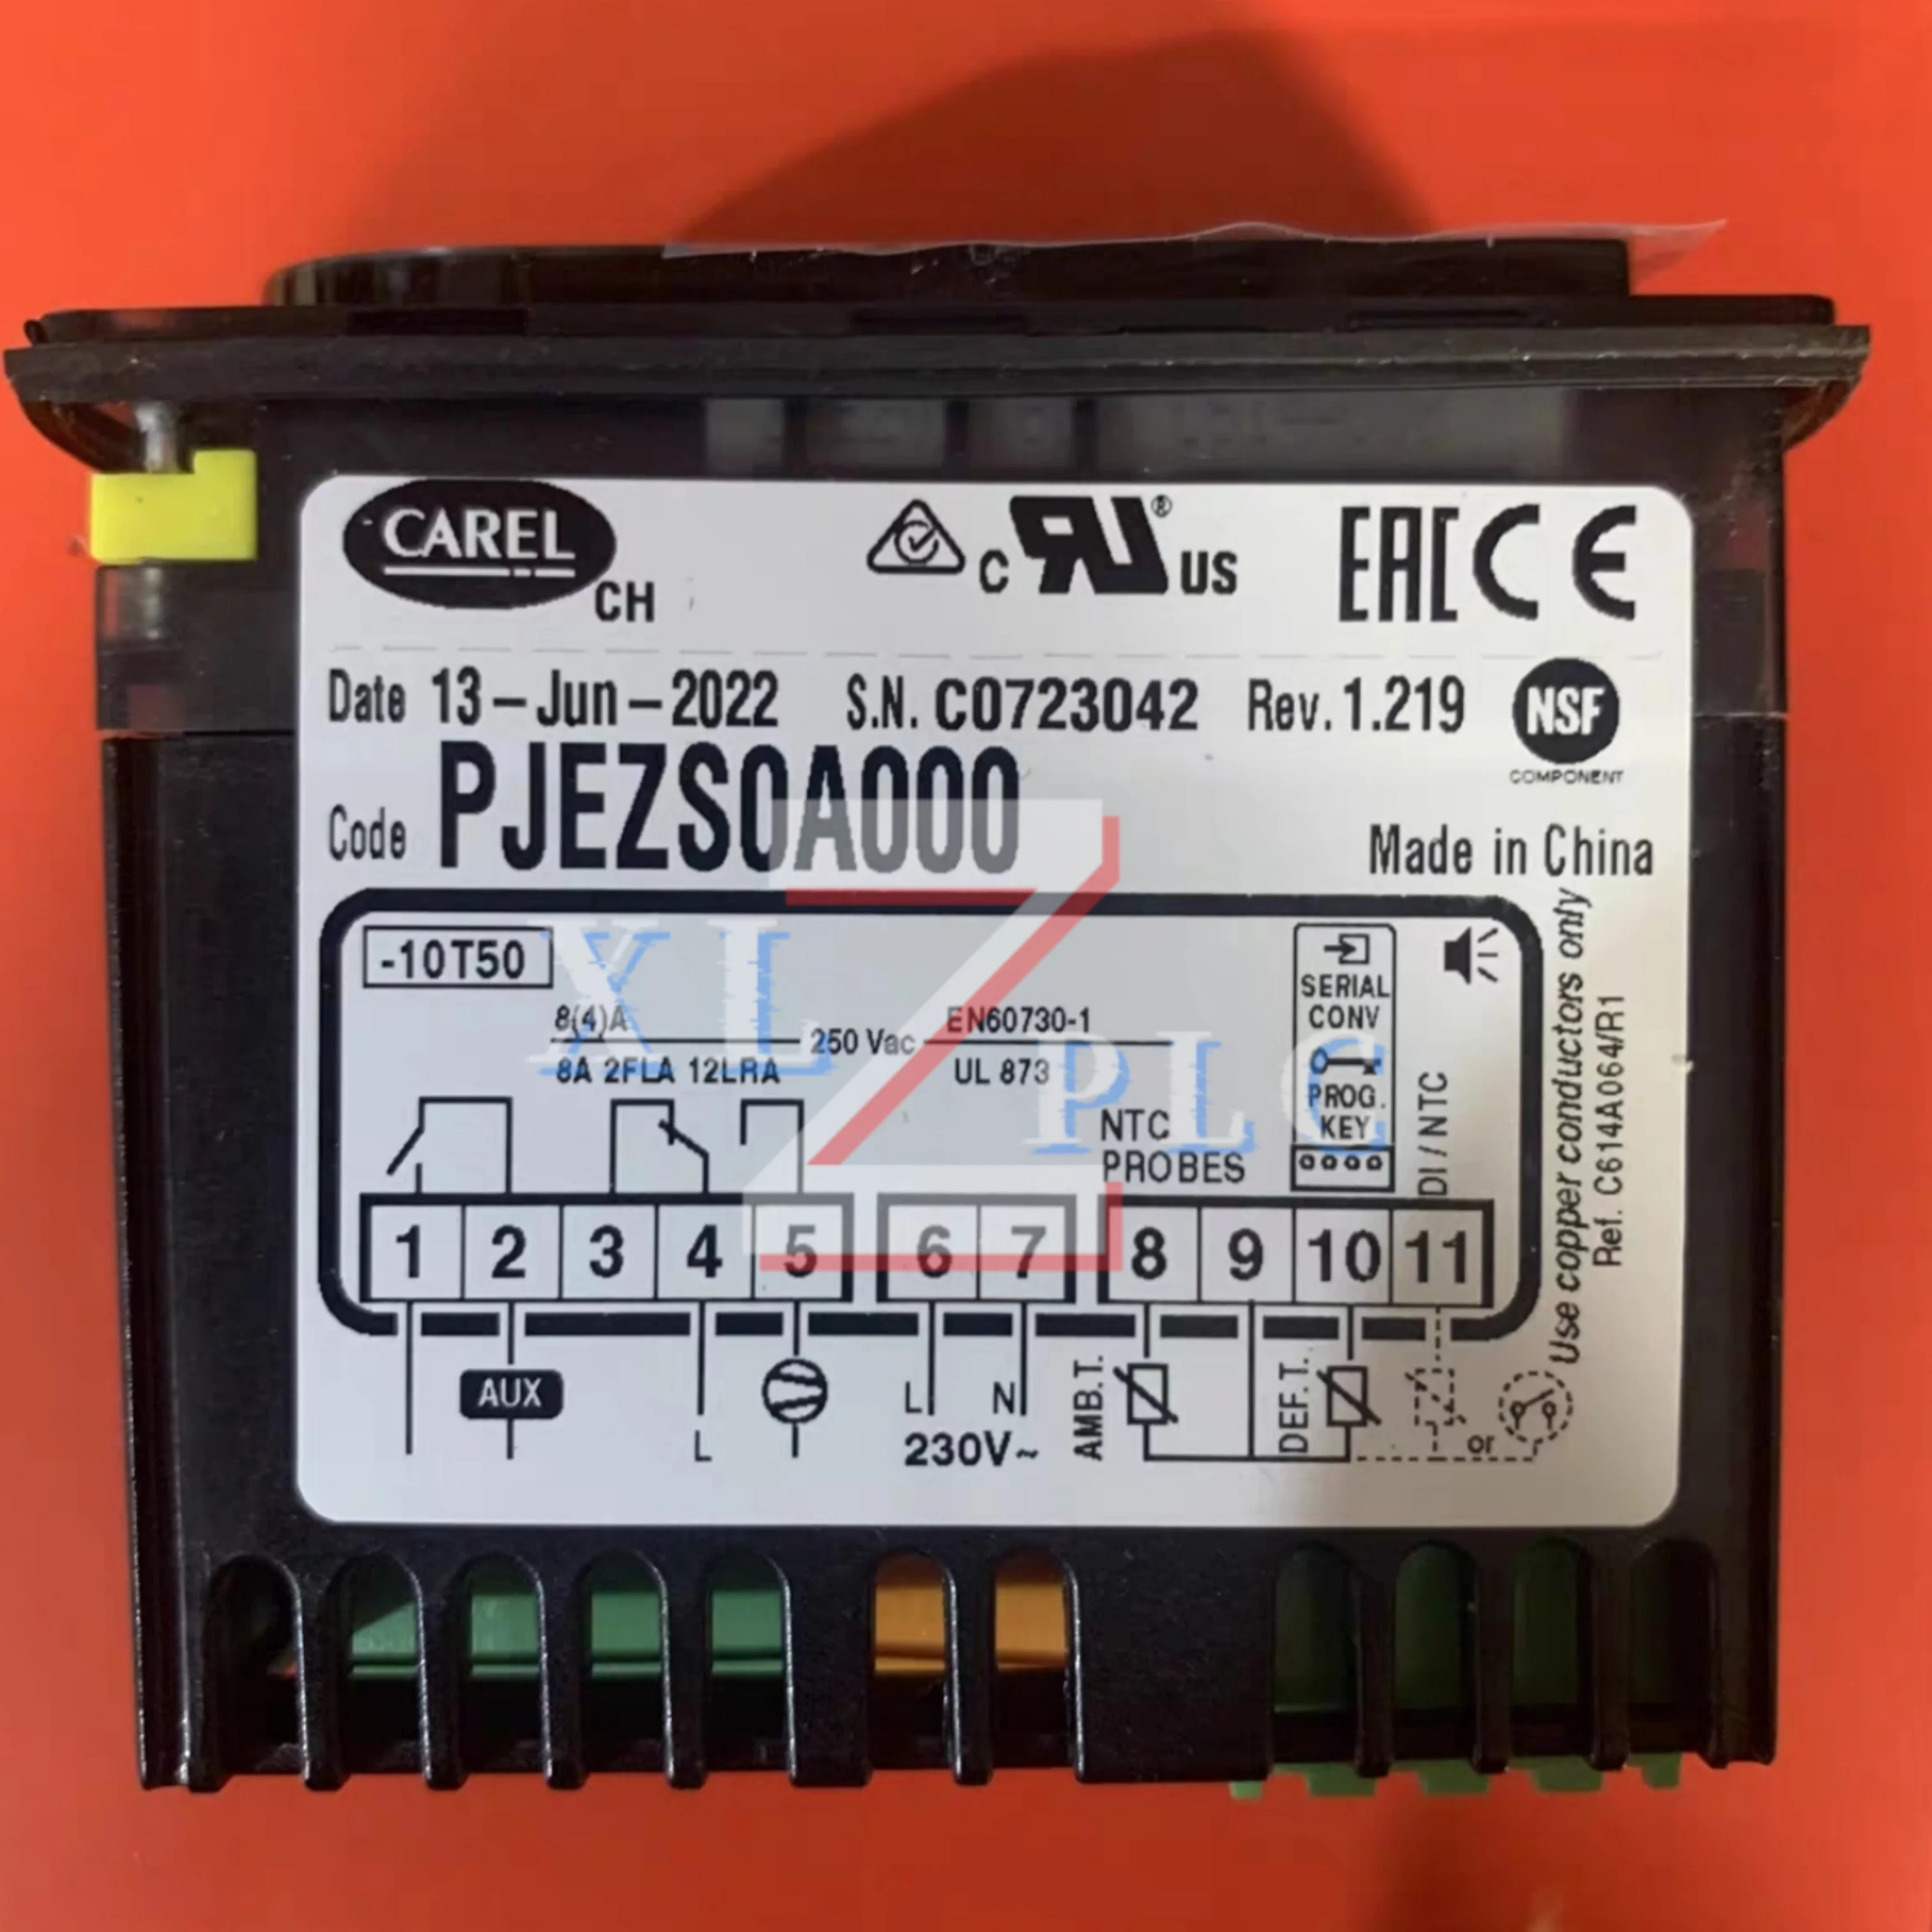 CAREL
CH
C UR® US
EAC CE
Date 13-Jun-2022 S.N. C0723042 Rev. 1.219
NSF
COMPONENT
Code PJEZS0A000
Made in China
-10T50
8(4)A
8A 2FLA 12LRA
250 Vac
EN60730-1
UL 873
SERIAL
CONV
PROG.
KEY
NTC
PROBES
DI/NTC
1 2 3 4 5 6 7 8 9 10 11
AUX
L
L N
230V~
AMB.T.
DEF.T.
or
Use copper conductors only
Ref. C614A064/R1
XL Z PLC